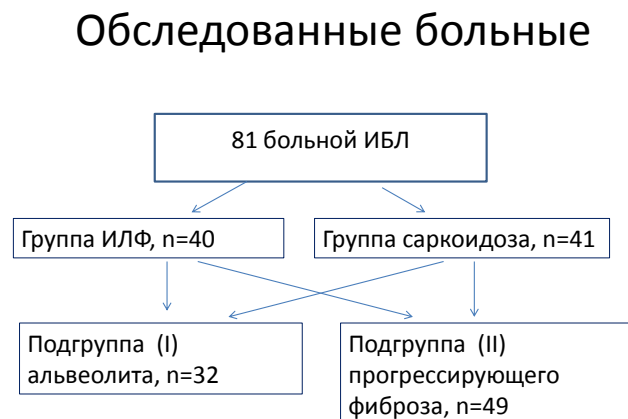 Обследованные больные
81 больной ИБЛ
Группа ИЛФ, n=40
Группа саркоидоза, n=41
Подгруппа (I)
альвеолита, n=32
Подгруппа (II)
прогрессирующего
фиброза, n=49